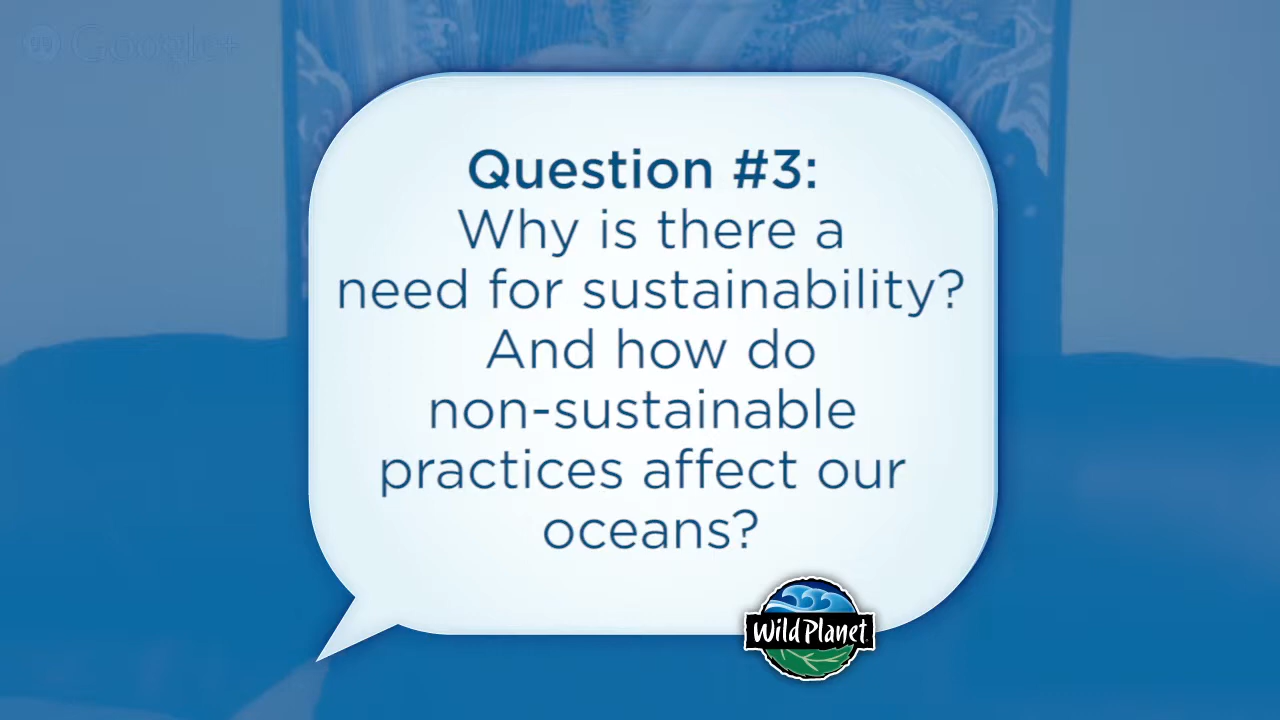 Google+
Question #3:
Why is there a
need for sustainability?
And how do
non-sustainable
practices affect our
oceans?
Wild Planet